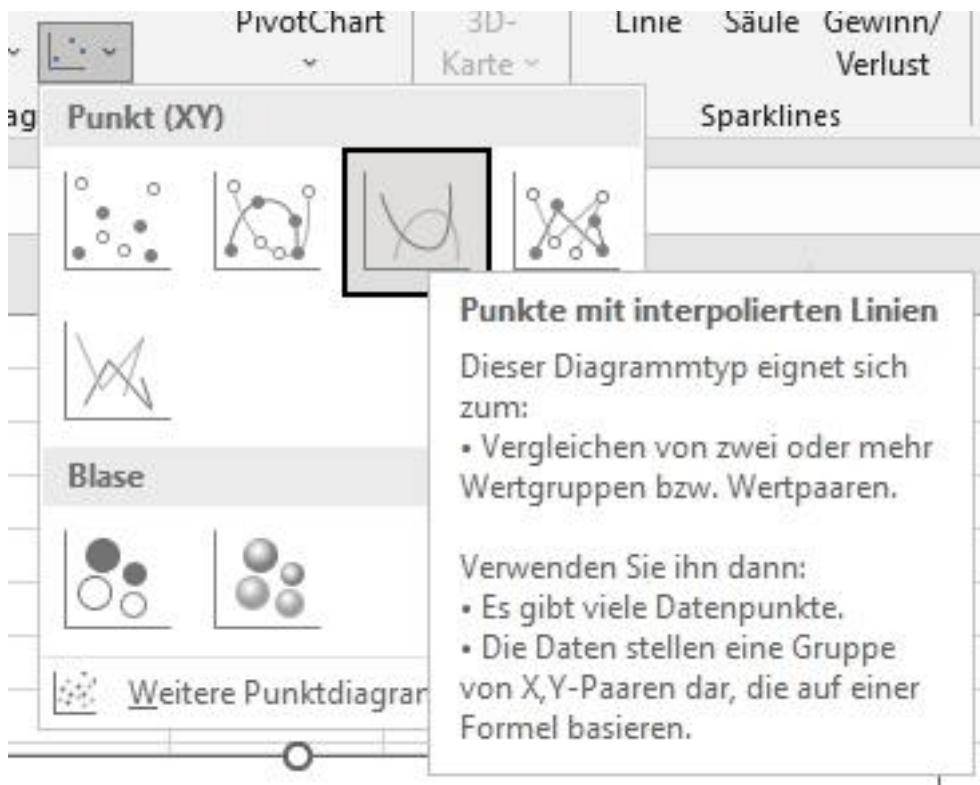 PivotChart
3D-
Karte
Linie
Säule
Gewinn/
Verlust
Sparklines
Punkt (XY)
Punkte mit interpolierten Linien
Dieser Diagrammtyp eignet sich
zum:
• Vergleichen von zwei oder mehr
Wertgruppen bzw. Wertpaaren.
Verwenden Sie ihn dann:
• Es gibt viele Datenpunkte.
• Die Daten stellen eine Gruppe
von X,Y-Paaren dar, die auf einer
Formel basieren.
Blase
Weitere Punktdiagra